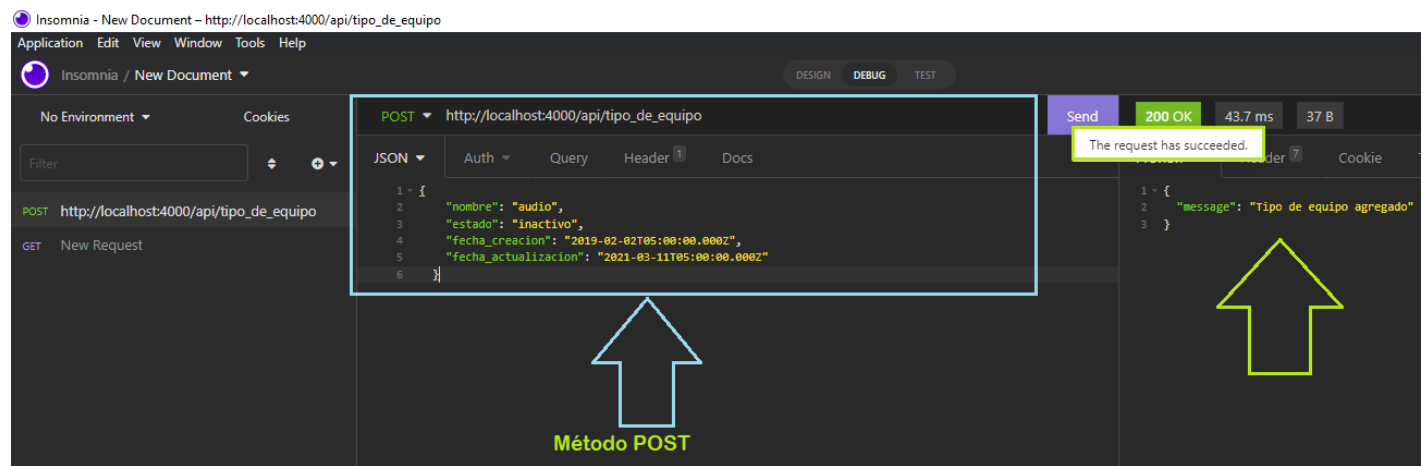 Insomnia - New Document – http://localhost:4000/api/tipo_de_equipo
Application Edit View Window Tools Help
Insomnia / New Document
DESIGN DEBUG TEST
No Environment Cookies
POST http://localhost:4000/api/tipo_de_equipo
Send
200 OK 43.7 ms 37 B
The request has succeeded.
Filter
JSON Auth Query Header 1 Docs
Header 7 Cookie
POST http://localhost:4000/api/tipo_de_equipo
GET New Request
1 {
2 "nombre": "audio",
3 "estado": "inactivo",
4 "fecha_creacion": "2019-02-02T05:00:00.000Z",
5 "fecha_actualizacion": "2021-03-11T05:00:00.000Z"
6 }
1 {
2 "message": "Tipo de equipo agregado"
3 }
Método POST